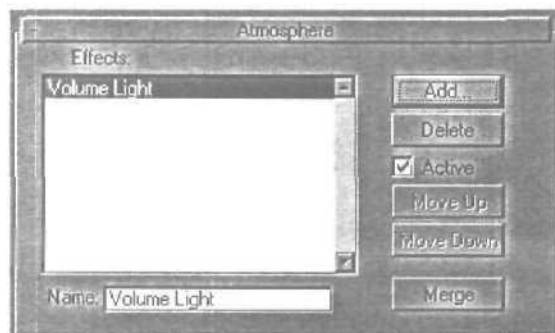 Atmosphere
Effects:
Volume Light
Add...
Delete
Active
Move Up
Move Down
Name: Volume Light
Merge